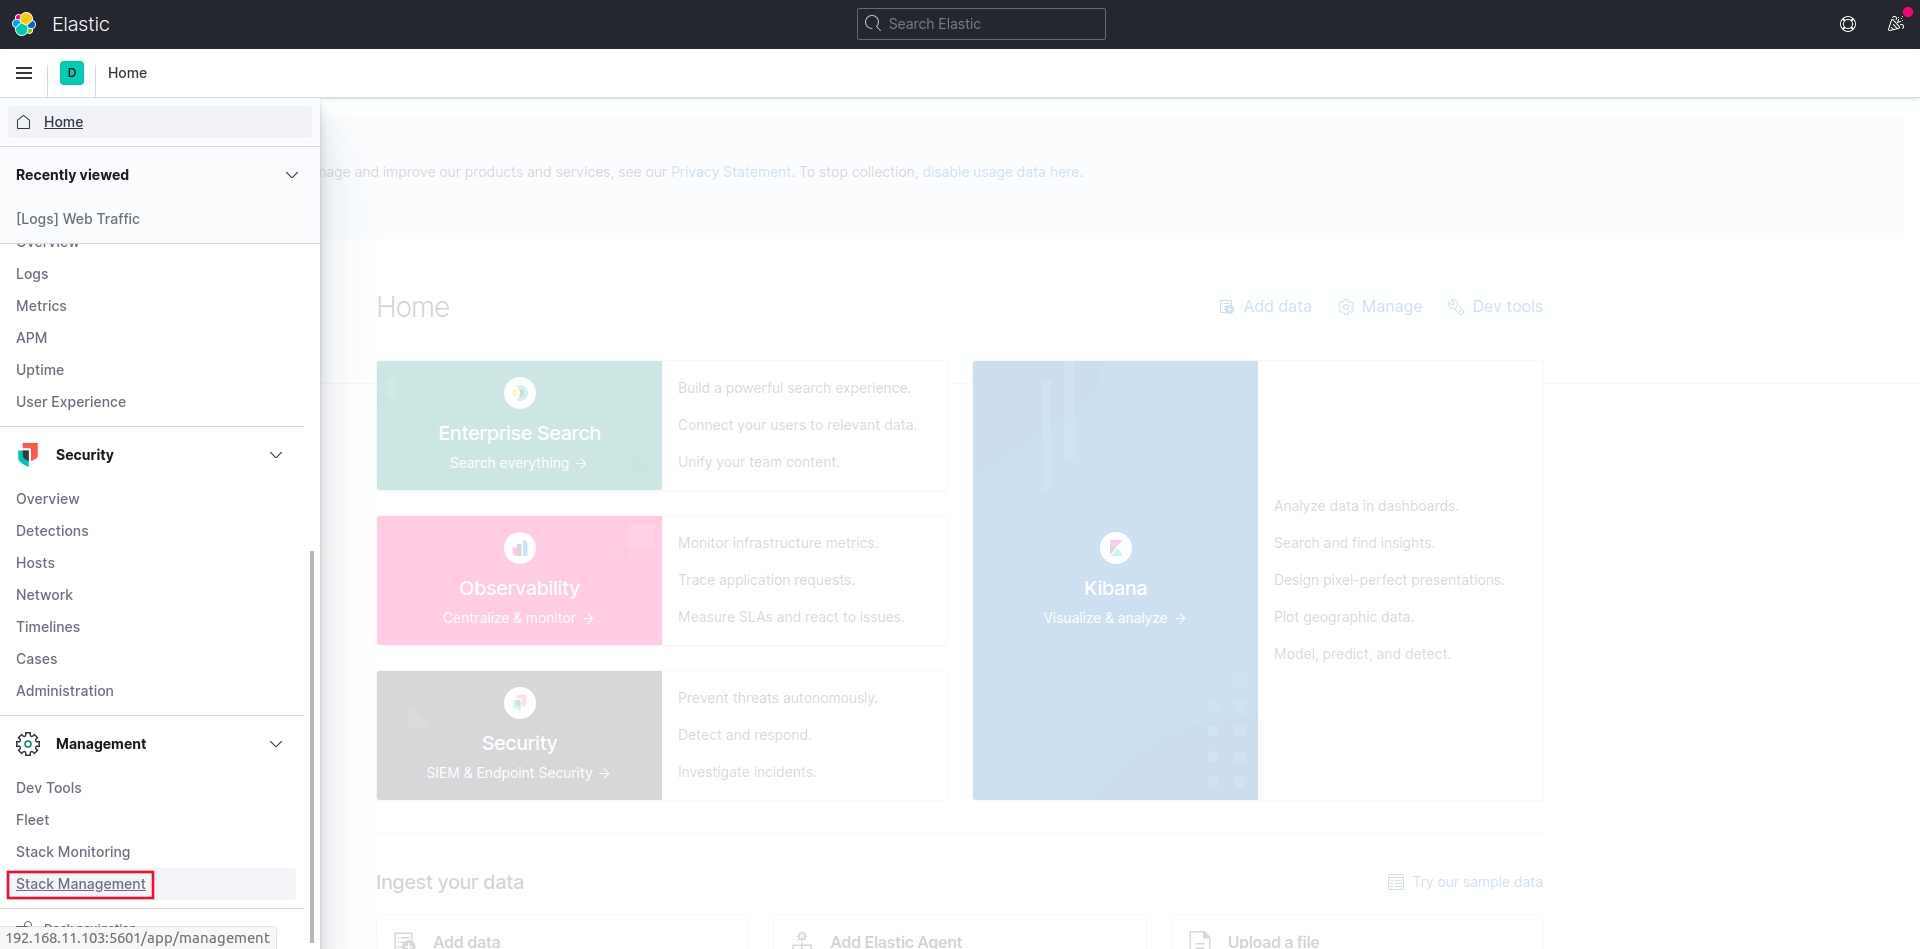 Elastic
Search Elastic
D
Home
Home
Recently viewed
[Logs] Web Traffic
Overview
Logs
Metrics
APM
Uptime
User Experience
Security
Overview
Detections
Hosts
Network
Timelines
Cases
Administration
Management
Dev Tools
Fleet
Stack Monitoring
Stack Management
Dock navigation
192.168.11.103:5601/app/management
nage and improve our products and services, see our Privacy Statement. To stop collection, disable usage data here.
Home
Add data
Manage
Dev tools
Enterprise Search
Search everything →
Build a powerful search experience.
Connect your users to relevant data.
Unify your team content.
Observability
Centralize & monitor →
Monitor infrastructure metrics.
Trace application requests.
Measure SLAs and react to issues.
Security
SIEM & Endpoint Security →
Prevent threats autonomously.
Detect and respond.
Investigate incidents.
Kibana
Visualize & analyze →
Analyze data in dashboards.
Search and find insights.
Design pixel-perfect presentations.
Plot geographic data.
Model, predict, and detect.
Ingest your data
Try our sample data
Add data
Add Elastic Agent
Upload a file